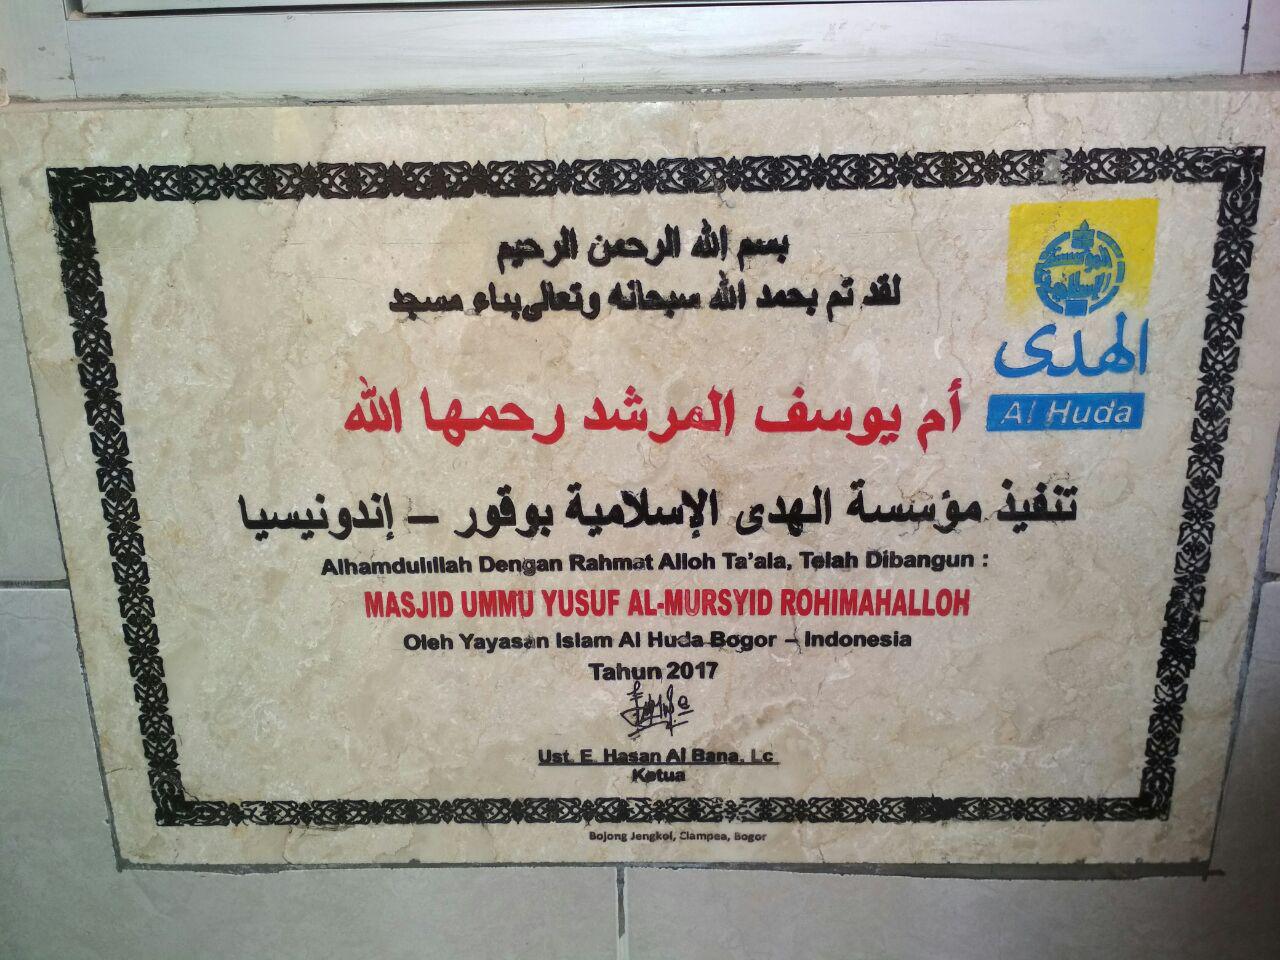 بسم الله الرحمن الرحيم
لقد تم بحمد الله سبحانه وتعالى بناء مسجد
المؤسسة
الإسلامية
الهدى
Al Huda
أم يوسف المرشد رحمها الله
تنفيذ مؤسسة الهدى الإسلامية بوقور – إندونيسيا
Alhamdulillah Dengan Rahmat Alloh Ta'ala, Telah Dibangun :
MASJID UMMU YUSUF AL-MURSYID ROHIMAHALLOH
Oleh Yayasan Islam Al Huda Bogor – Indonesia
Tahun 2017
Ust. E. Hasan Al Bana, Lc
Ketua
Bojong Jengkol, Ciampea, Bogor